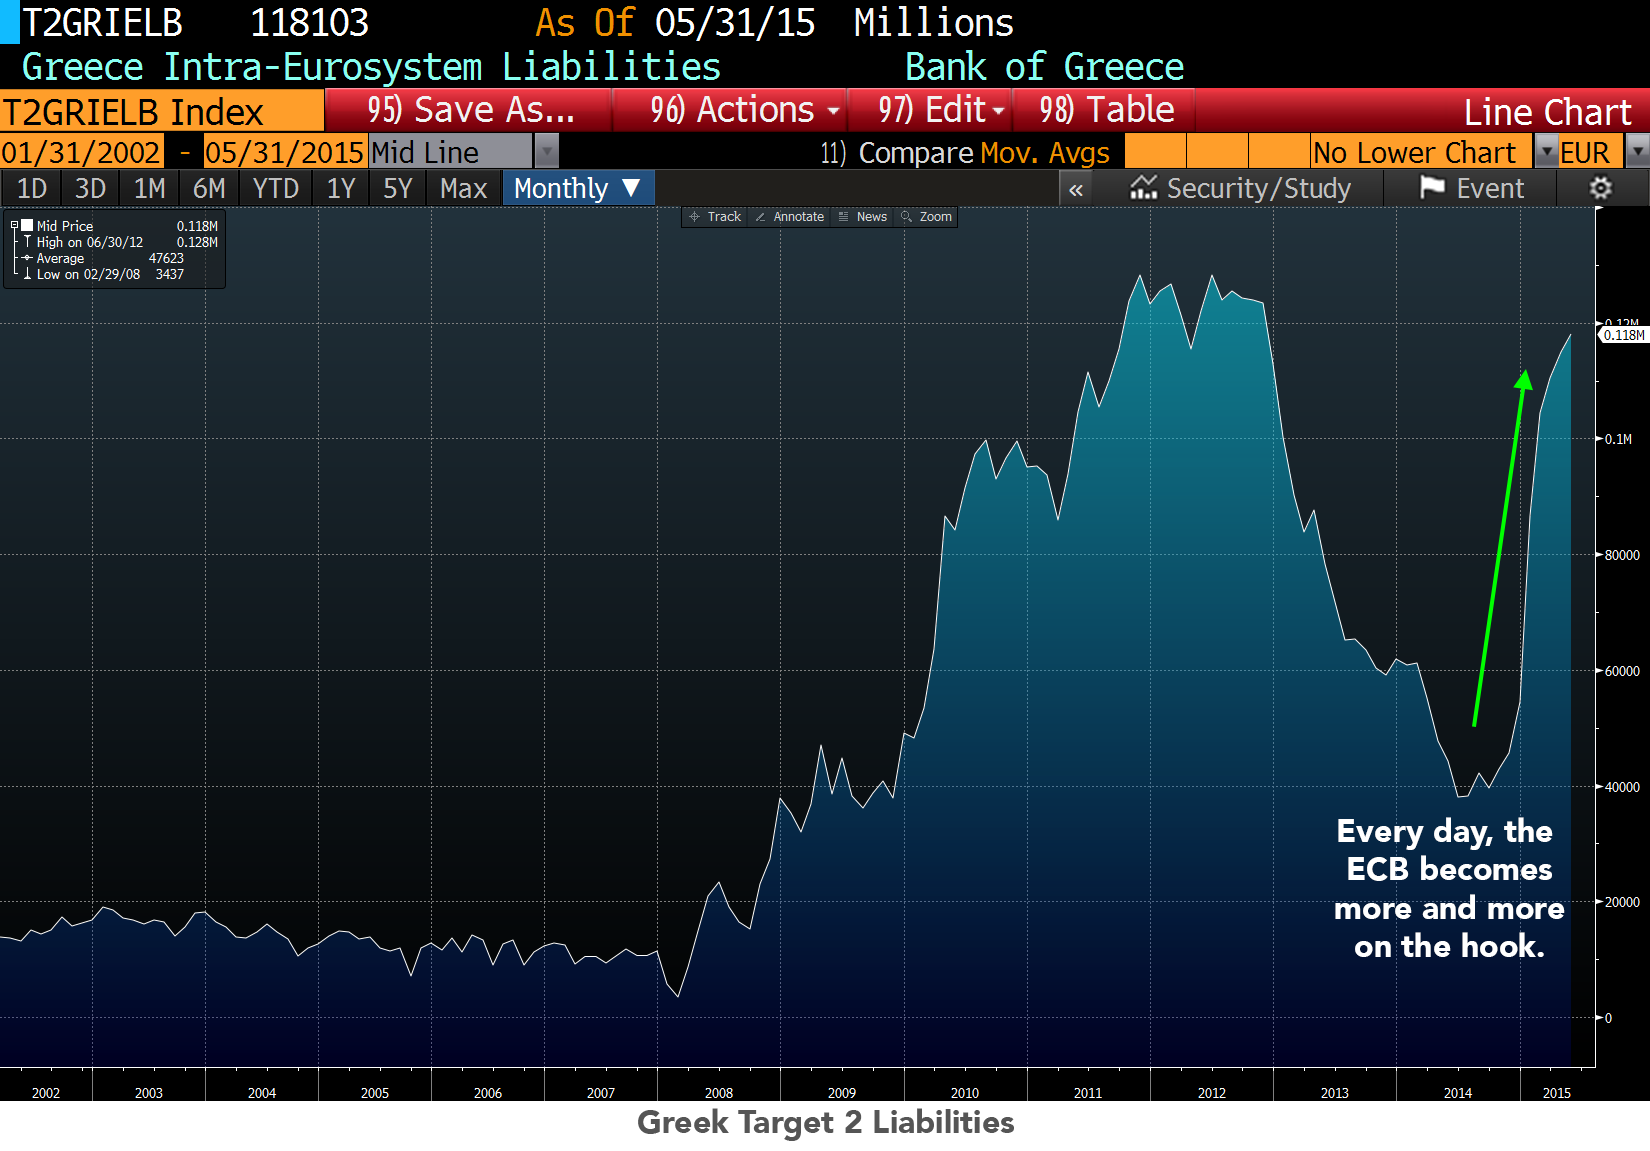 T2GRIELB 118103 As Of 05/31/15 Millions
Greece Intra-Eurosystem Liabilities Bank of Greece
T2GRIELB Index 95) Save As... 96) Actions 97) Edit 98) Table Line Chart
01/31/2002 - 05/31/2015 Mid Line 11) Compare Mov. Avgs No Lower Chart EUR
1D 3D 1M 6M YTD 1Y 5Y Max Monthly ▼ « Security/Study Event
Track Annotate News Zoom
Mid Price 0.118M
High on 06/30/12 0.128M
Average 47623
Low on 02/29/08 3437
0.12M
0.118M
0.1M
80000
60000
40000
20000
0
Every day, the
ECB becomes
more and more
on the hook.
2002 2003 2004 2005 2006 2007 2008 2009 2010 2011 2012 2013 2014 2015
Greek Target 2 Liabilities